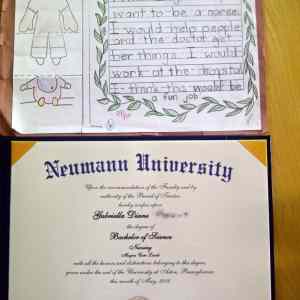 want to be a nurse.
I would help people
and the doctor get
ther things. I would
work at the Hospital
I think this would be
a fun job.
Neumann University
Upon the recommendation of the Faculty and by
authority of the Board of Trustees
hereby confers upon
Gabriella Diane
the degree of
Bachelor of Science
Nursing
Magna Cum Laude
with all the honors and distinctions belonging to this degree
given under the seal of the University at Aston, Pennsylvania
this month of May, 2018